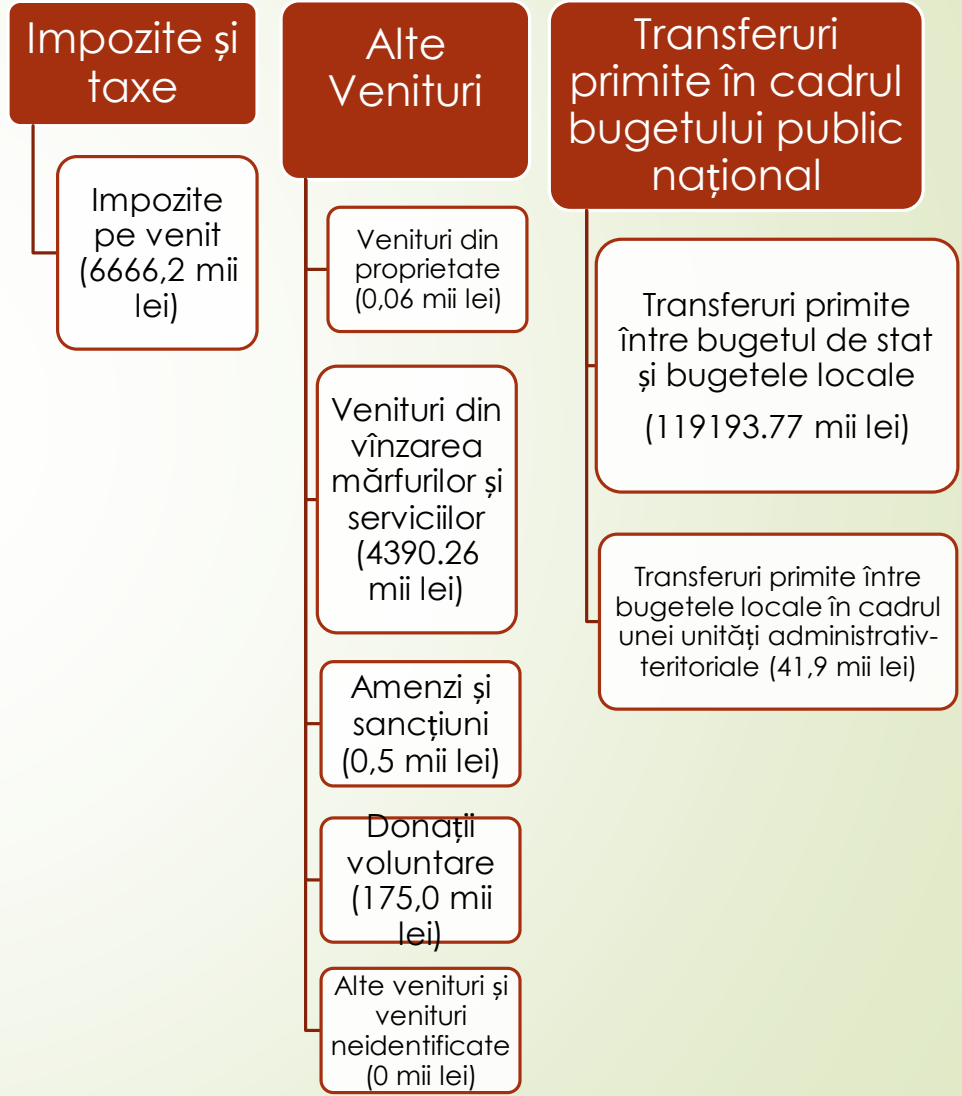 Impozite și
taxe
Impozite
pe venit
(6666,2 mii
lei)
Alte
Venituri
Venituri din
proprietate
(0,06 mii lei)
Venituri din
vînzarea
mărfurilor și
serviciilor
(4390.26
mii lei)
Amenzi și
sancțiuni
(0,5 mii lei)
Donații
voluntare
(175,0 mii
lei)
Alte venituri și
venituri
neidentificate
(0 mii lei)
Transferuri
primite în cadrul
bugetului public
național
Transferuri primite
între bugetul de stat
și bugetele locale
(119193.77 mii lei)
Transferuri primite între
bugetele locale în cadrul
unei unități administrativ-
teritoriale (41,9 mii lei)